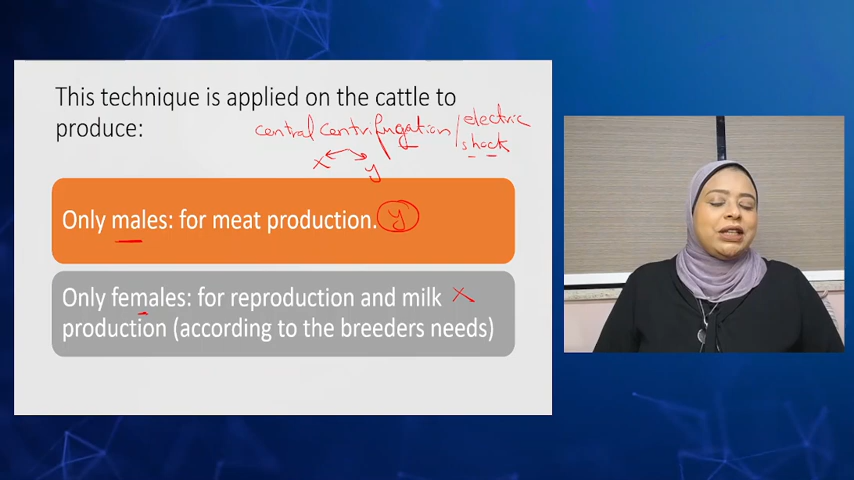 This technique is applied on the cattle to
produce:
central centrifugation / electric
shock
x y
Only males: for meat production. y
Only females: for reproduction and milk x
production (according to the breeders needs)